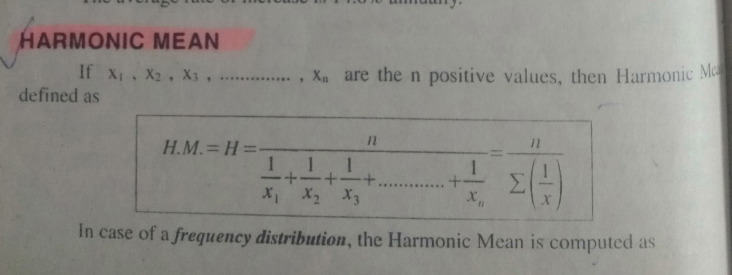 HARMONIC MEAN
If x₁ , x₂ , x₃ , .............. , xₙ are the n positive values, then Harmonic
defined as
H.M. = H = n / (1/x₁ + 1/x₂ + 1/x₃ + ............. + 1/xₙ) = n / Σ(1/x)
In case of a frequency distribution, the Harmonic Mean is computed as